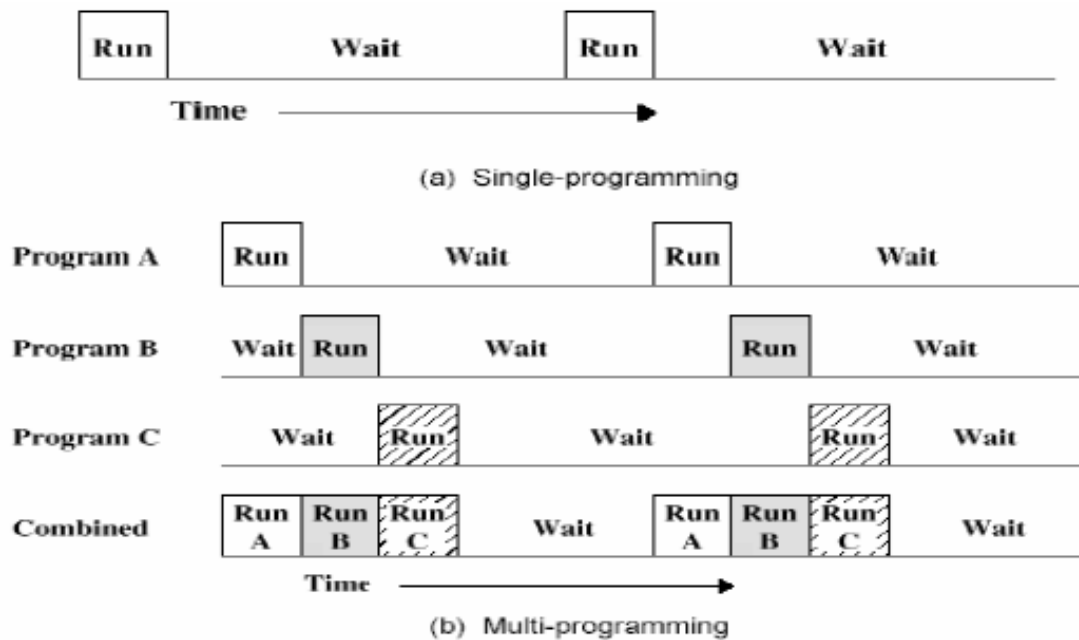 Run Wait Run Wait
Time
(a) Single-programming
Program A Run Wait Run Wait
Program B Wait Run Wait Run Wait
Program C Wait Run Wait Run Wait
Combined Run A Run B Run C Wait Run A Run B Run C Wait
Time
(b) Multi-programming